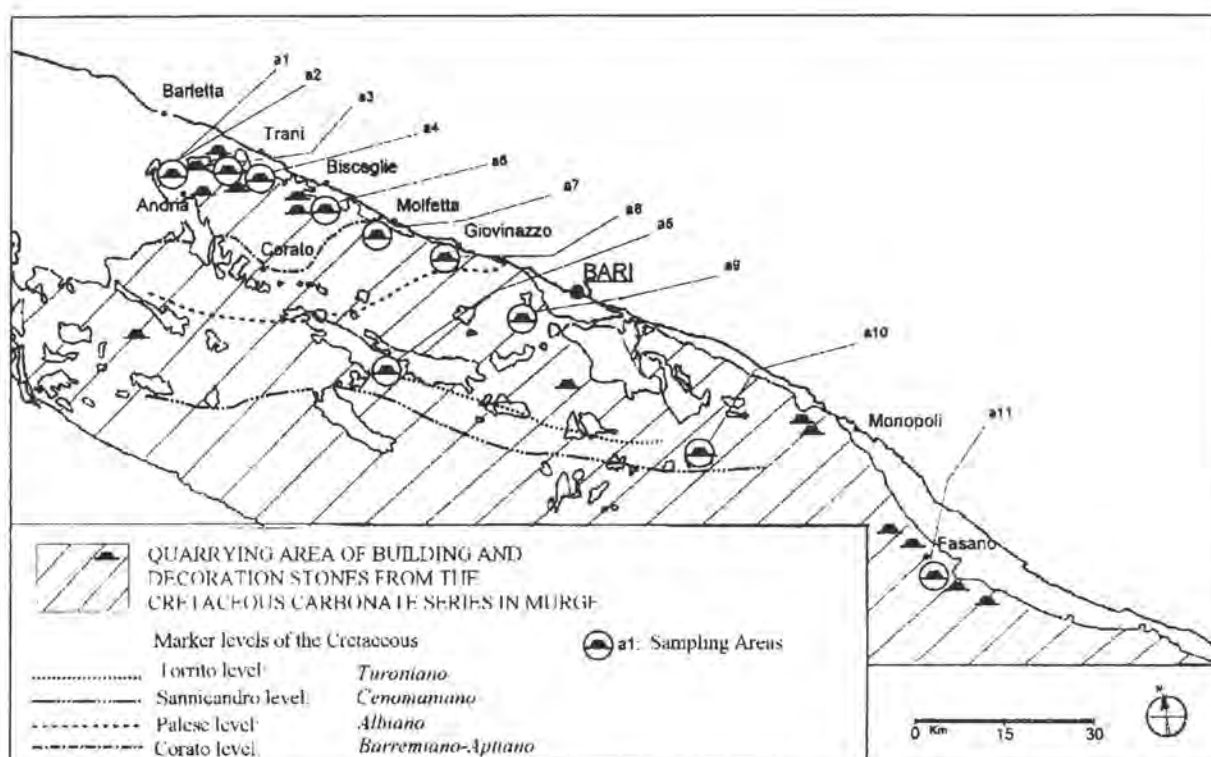 a1
a2
a3
Barletta
a4
Trani
a6
Bisceglie
a7
Andria
Molfetta
a8
Giovinazzo
a5
Corato
BARI
a9
a10
Monopoli
a11
Fasano
QUARRYING AREA OF BUILDING AND
DECORATION STONES FROM THE
CRETACEOUS CARBONATE SERIES IN MURGE
Marker levels of the Cretaceous
a1: Sampling Areas
Torrito level: Turoniano
Sannicandro level: Cenomamano
Palese level: Albiano
Corato level: Barremiano-Aptiano
N
0 Km 15 30